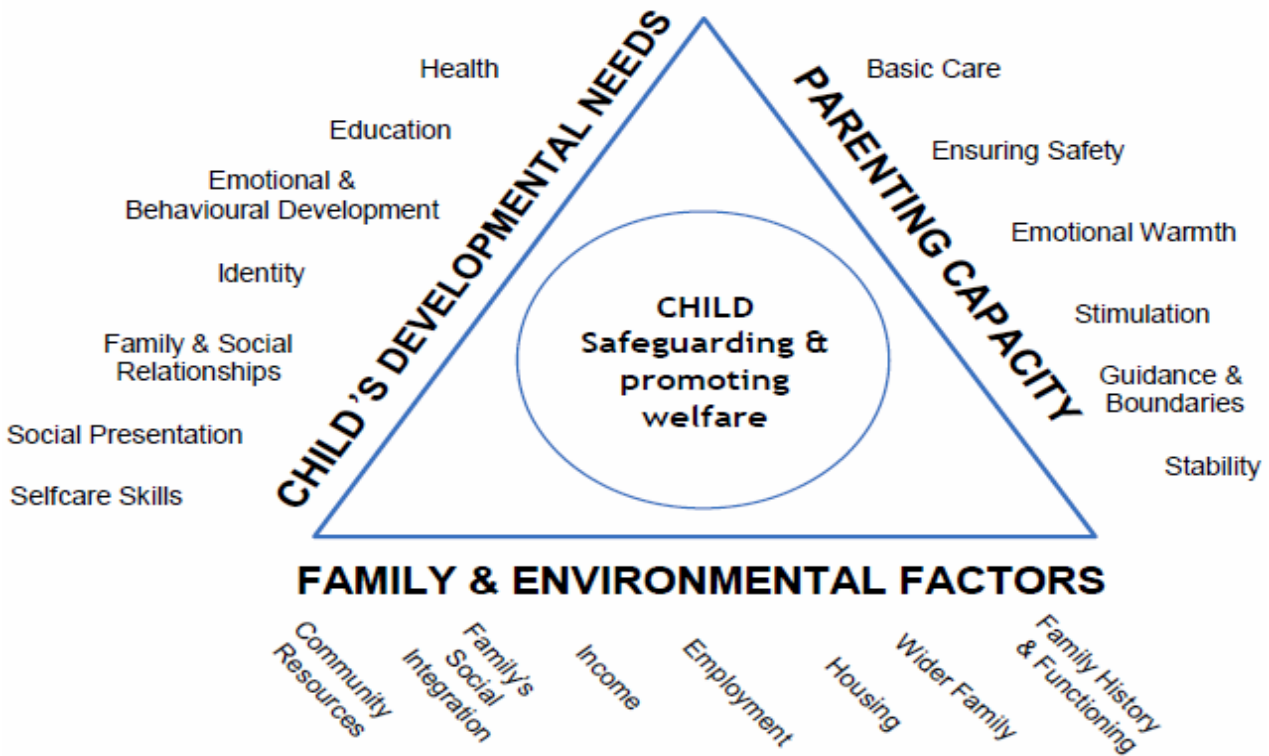 CHILD'S DEVELOPMENTAL NEEDS
Health
Education
Emotional &
Behavioural Development
Identity
Family & Social
Relationships
Social Presentation
Selfcare Skills
PARENTING CAPACITY
Basic Care
Ensuring Safety
Emotional Warmth
Stimulation
Guidance &
Boundaries
Stability
CHILD
Safeguarding &
promoting
welfare
FAMILY & ENVIRONMENTAL FACTORS
Community
Resources
Family's
Social
Integration
Income
Employment
Housing
Wider Family
Family History
& Functioning